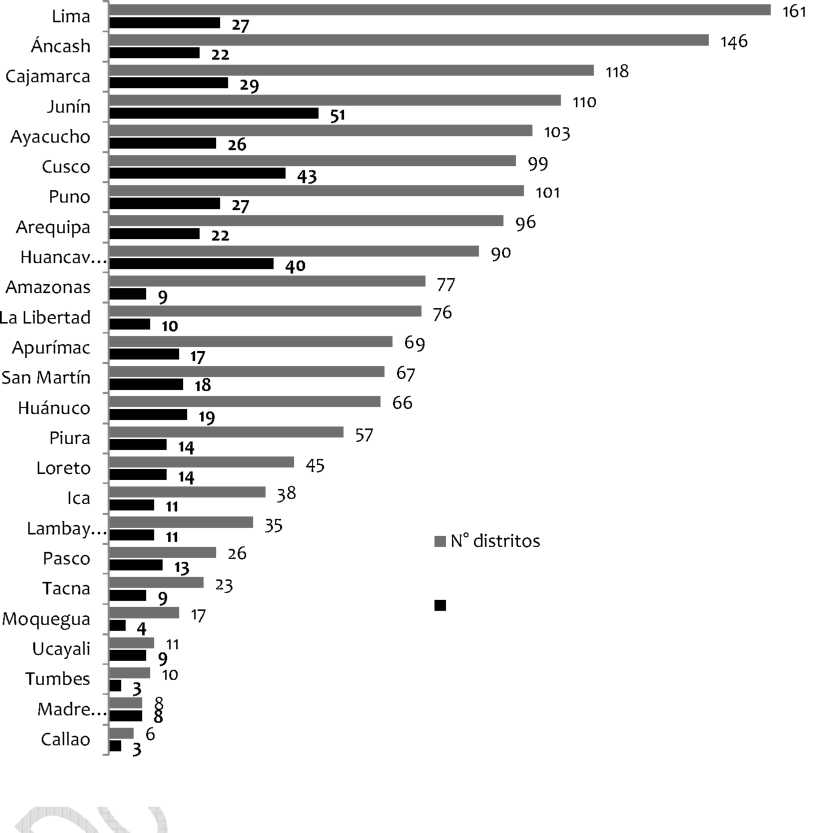 Lima 161
27
Áncash 146
22
Cajamarca 118
29
Junín 110
51
Ayacucho 103
26
Cusco 99
43
Puno 101
27
Arequipa 96
22
Huancav... 90
40
Amazonas 77
9
La Libertad 76
10
Apurímac 69
17
San Martín 67
18
Huánuco 66
19
Piura 57
14
Loreto 45
14
Ica 38
11
Lambay... 35
11
N° distritos
Pasco 26
13
Tacna 23
9
Moquegua 17
4
Ucayali 11
9
Tumbes 10
3
Madre... 8
8
Callao 6
3